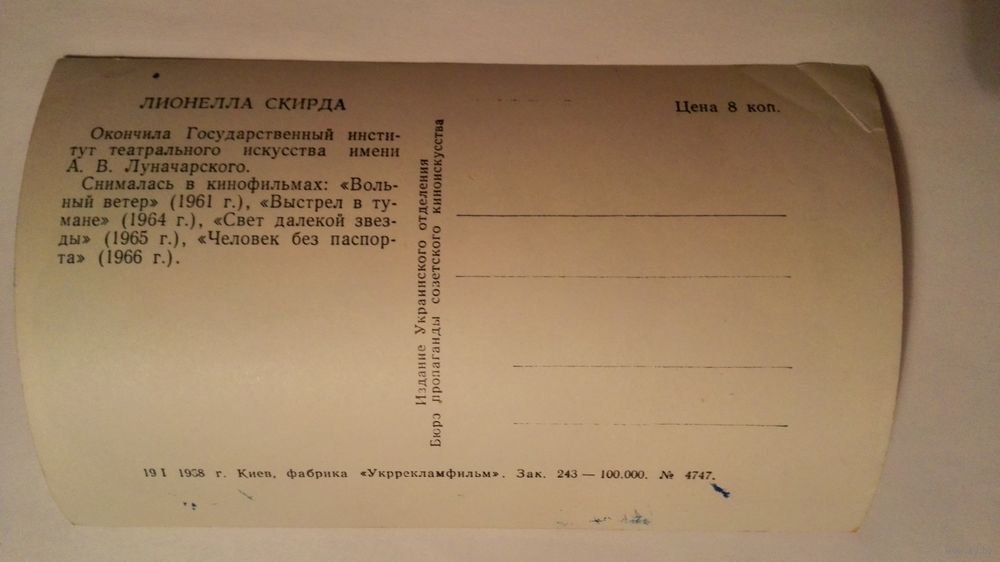 ЛИОНЕЛЛА СКИРДА
Окончила Государственный инсти-
тут театрального искусства имени
А. В. Луначарского.
Снималась в кинофильмах: «Воль-
ный ветер» (1961 г.), «Выстрел в ту-
мане» (1964 г.), «Свет далекой звез-
ды» (1965 г.), «Человек без паспор-
та» (1966 г.).
Издание Украинского отделения
Бюро пропаганды советского киноискусства
Цена 8 коп.
19 I 1968 г. Киев, фабрика «Укррекламфильм». Зак. 243 — 100.000. № 4747.